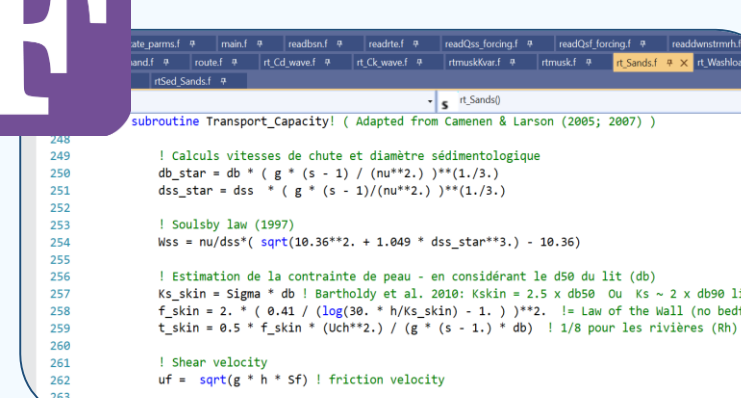 F
ate_parms.f main.f readbsn.f readrte.f readQss_forcing.f readQsf_forcing.f readdwnstrmrh.f
and.f route.f rt_Cd_wave.f rt_Ck_wave.f rtmuskKvar.f rtmusk.f rt_Sands.f rt_Washloa
rtSed_Sands.f
S rt_Sands()
subroutine Transport_Capacity! ( Adapted from Camenen & Larson (2005; 2007) )
248
249 ! Calculs vitesses de chute et diamètre sédimentologique
250 db_star = db * ( g * (s - 1) / (nu**2.) )**(1./3.)
251 dss_star = dss * ( g * (s - 1)/(nu**2.) )**(1./3.)
252
253 ! Soulsby law (1997)
254 Wss = nu/dss*( sqrt(10.36**2. + 1.049 * dss_star**3.) - 10.36)
255
256 ! Estimation de la contrainte de peau - en considérant le d50 du lit (db)
257 Ks_skin = Sigma * db ! Bartholdy et al. 2010: Kskin = 2.5 x db50 Ou Ks ~ 2 x db90 li
258 f_skin = 2. * ( 0.41 / (log(30. * h/Ks_skin) - 1. ) )**2. != Law of the Wall (no bedf
259 t_skin = 0.5 * f_skin * (Uch**2.) / (g * (s - 1.) * db) ! 1/8 pour les rivières (Rh)
260
261 ! Shear velocity
262 uf = sqrt(g * h * Sf) ! friction velocity
263